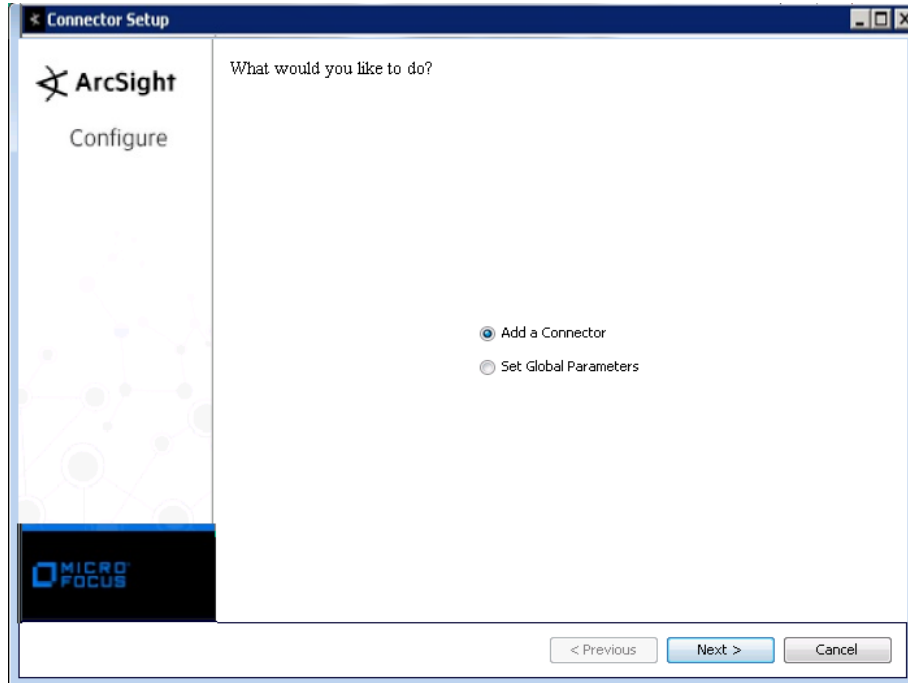 Connector Setup
ArcSight
Configure
What would you like to do?
Add a Connector
Set Global Parameters
MICRO
FOCUS
< Previous
Next >
Cancel